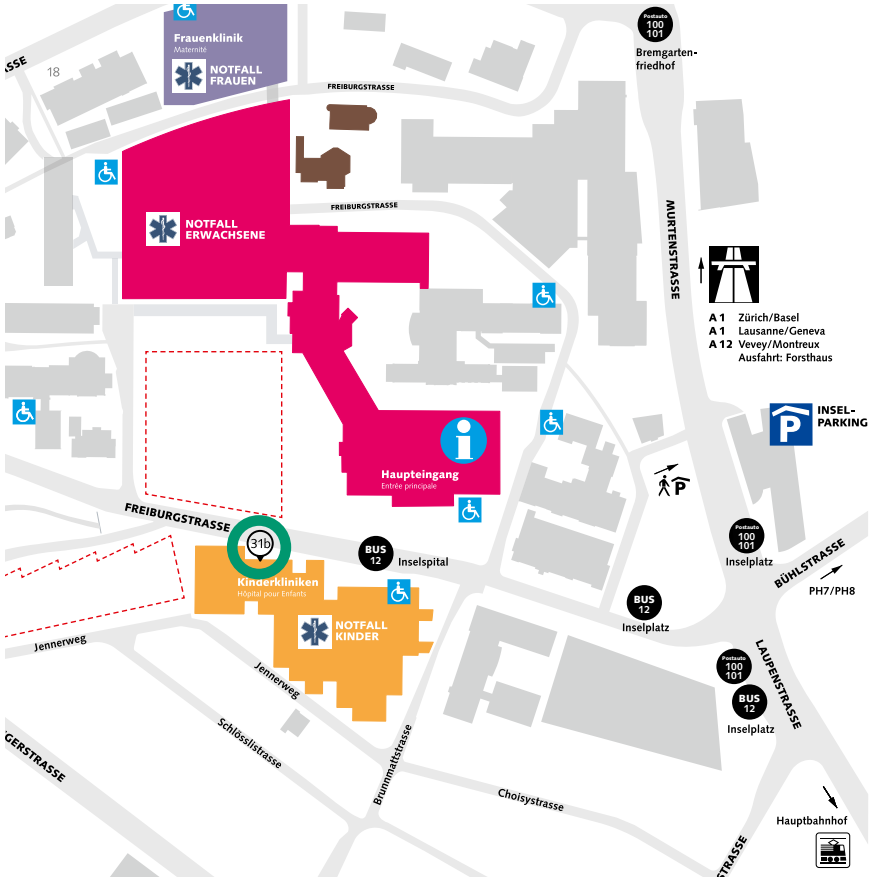 Frauenklinik
Maternité
NOTFALL
FRAUEN
18
FREIBURGSTRASSE
Postauto
100
101
Bremgarten-
friedhof
NOTFALL
ERWACHSENE
FREIBURGSTRASSE
MURTENSTRASSE
A 1 Zürich/Basel
A 1 Lausanne/Geneva
A 12 Vevey/Montreux
Ausfahrt: Forsthaus
P
INSEL-
PARKING
i
Haupteingang
Entrée principale
P
FREIBURGSTRASSE
31b
BUS
12
Inselspital
Postauto
100
101
Inselplatz
BÜHLSTRASSE
PH7/PH8
Kinderkliniken
Hôpital pour Enfants
NOTFALL
KINDER
BUS
12
Inselplatz
Jennerweg
Jennerweg
Postauto
100
101
BUS
12
Inselplatz
LAUPENSTRASSE
Schlösslistrasse
Brunnmattstrasse
Choisystrasse
Hauptbahnhof